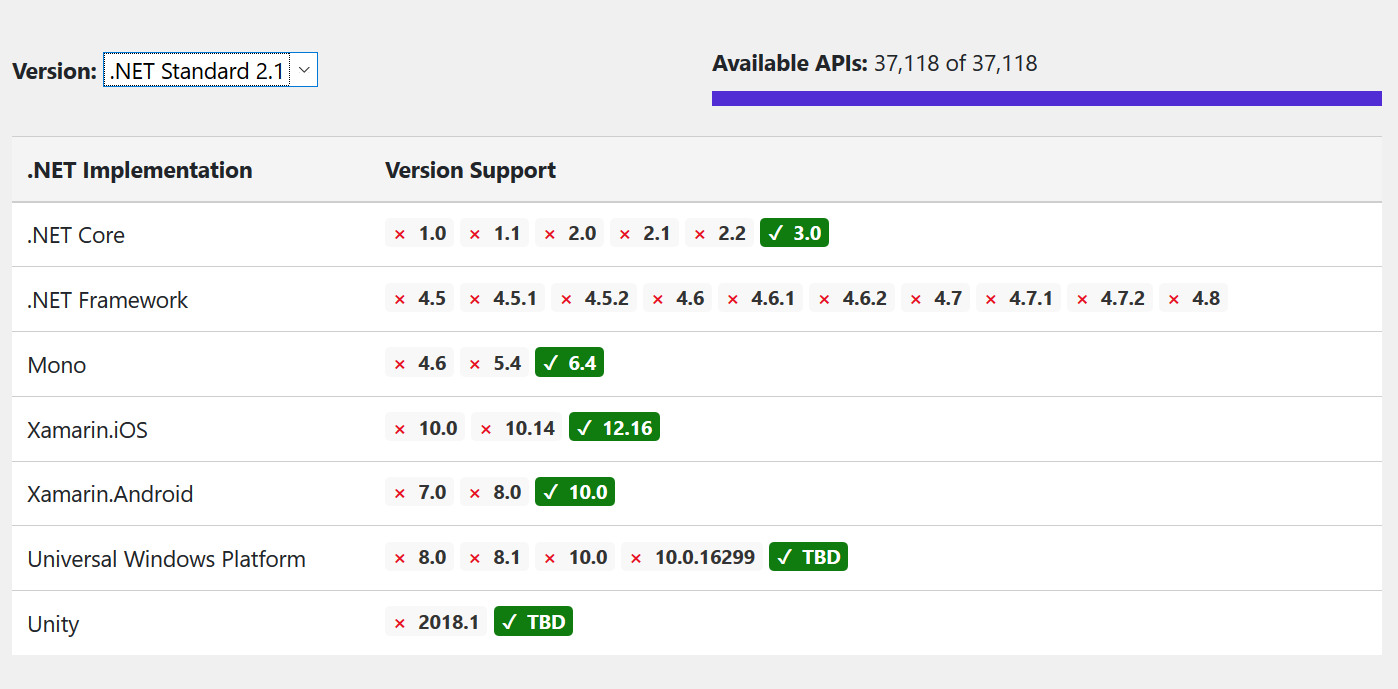 Version: .NET Standard 2.1
Available APIs: 37,118 of 37,118
.NET Implementation Version Support
.NET Core × 1.0 × 1.1 × 2.0 × 2.1 × 2.2 ✓ 3.0
.NET Framework × 4.5 × 4.5.1 × 4.5.2 × 4.6 × 4.6.1 × 4.6.2 × 4.7 × 4.7.1 × 4.7.2 × 4.8
Mono × 4.6 × 5.4 ✓ 6.4
Xamarin.iOS × 10.0 × 10.14 ✓ 12.16
Xamarin.Android × 7.0 × 8.0 ✓ 10.0
Universal Windows Platform × 8.0 × 8.1 × 10.0 × 10.0.16299 ✓ TBD
Unity × 2018.1 ✓ TBD